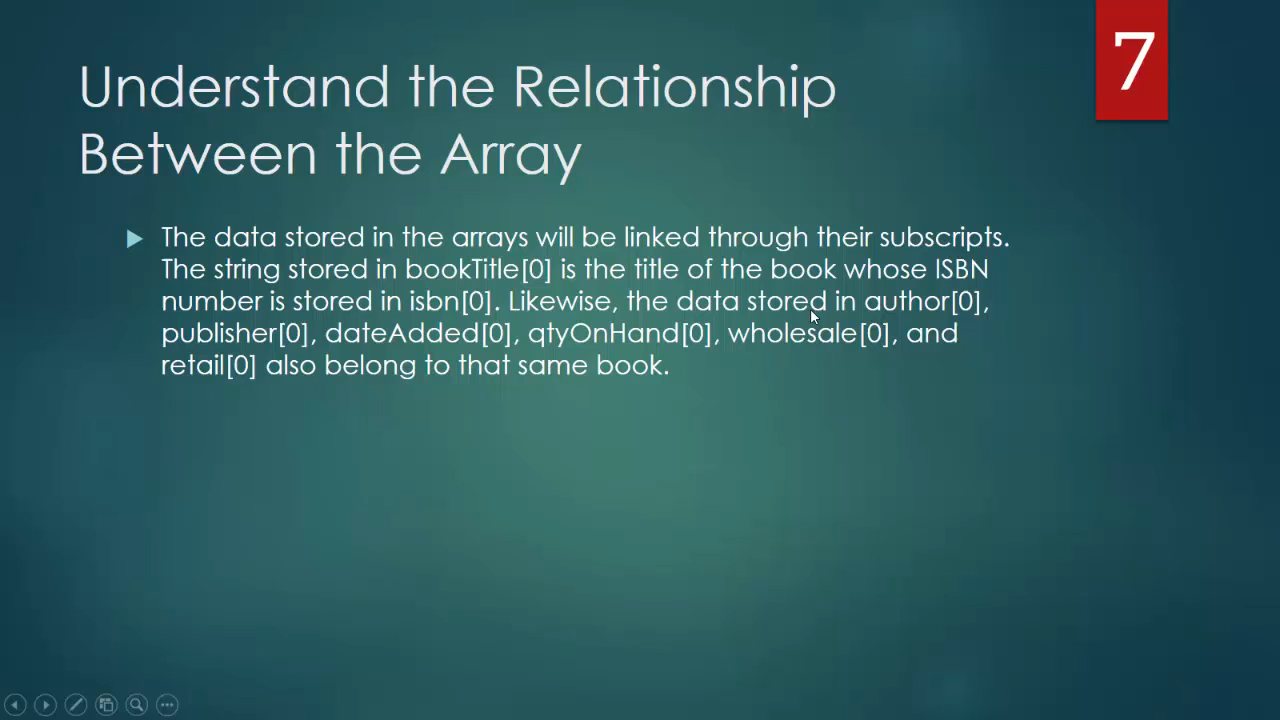 7
Understand the Relationship
Between the Array
The data stored in the arrays will be linked through their subscripts.
The string stored in bookTitle[0] is the title of the book whose ISBN
number is stored in isbn[0]. Likewise, the data stored in author[0],
publisher[0], dateAdded[0], qtyOnHand[0], wholesale[0], and
retail[0] also belong to that same book.